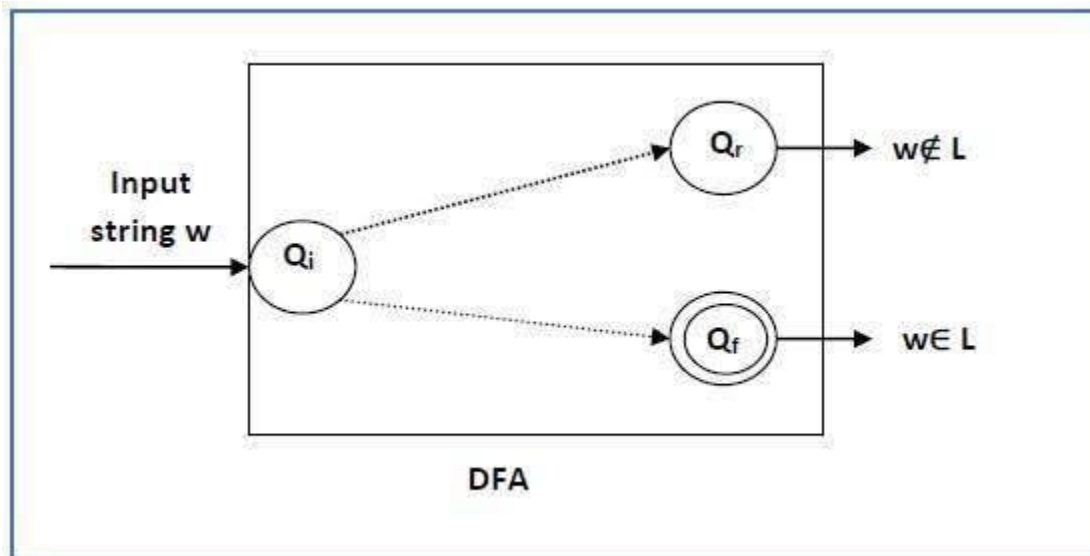 Input
string w
Qi
Qr
w∉ L
Qf
w∈ L
DFA